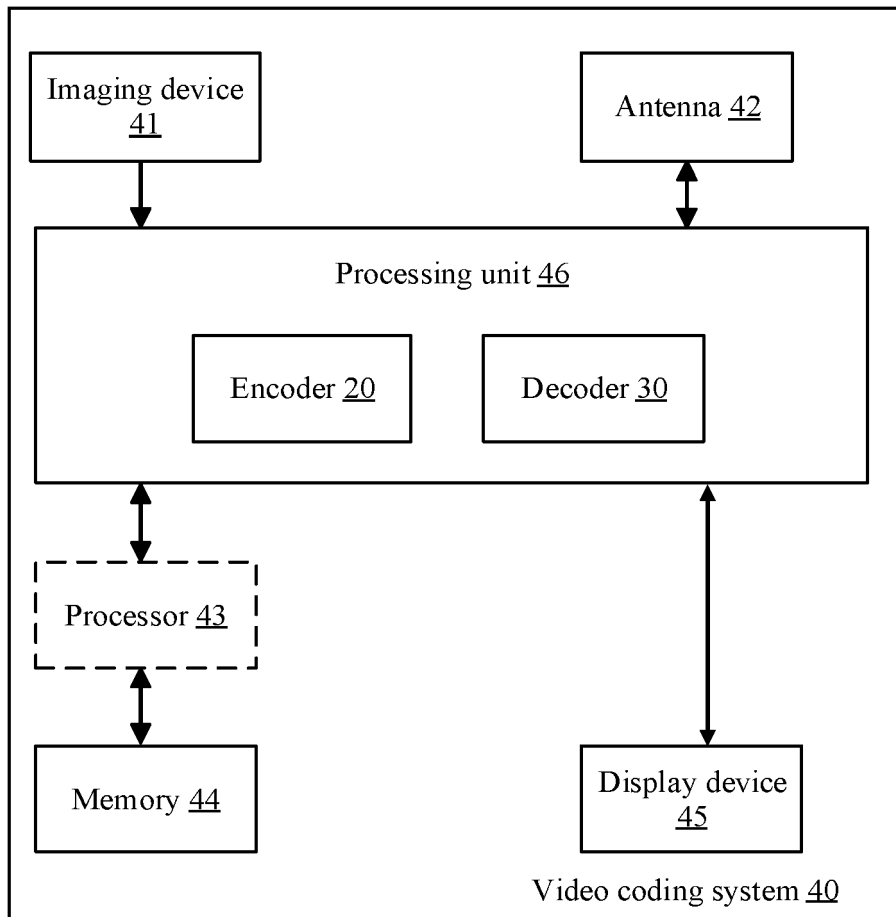 Imaging device
41
Antenna 42
Processing unit 46
Encoder 20
Decoder 30
Processor 43
Memory 44
Display device
45
Video coding system 40